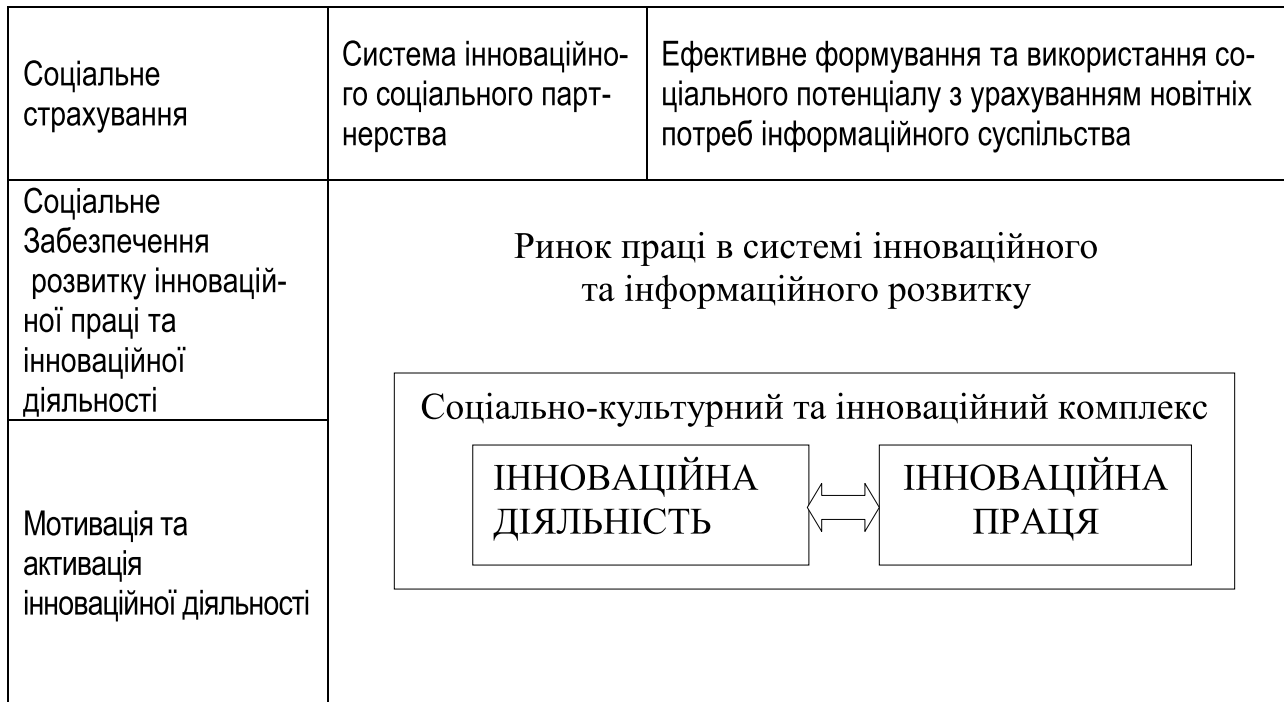 Соціальне
страхування
Система інноваційно-
го соціального парт-
нерства
Ефективне формування та використання со-
ціального потенціалу з урахуванням новітніх
потреб інформаційного суспільства
Соціальне
Забезпечення
розвитку інновацій-
ної праці та
інноваційної
діяльності
Ринок праці в системі інноваційного
та інформаційного розвитку
Соціально-культурний та інноваційний комплекс
ІННОВАЦІЙНА
ДІЯЛЬНІСТЬ
ІННОВАЦІЙНА
ПРАЦЯ
Мотивація та
активація
інноваційної діяльності